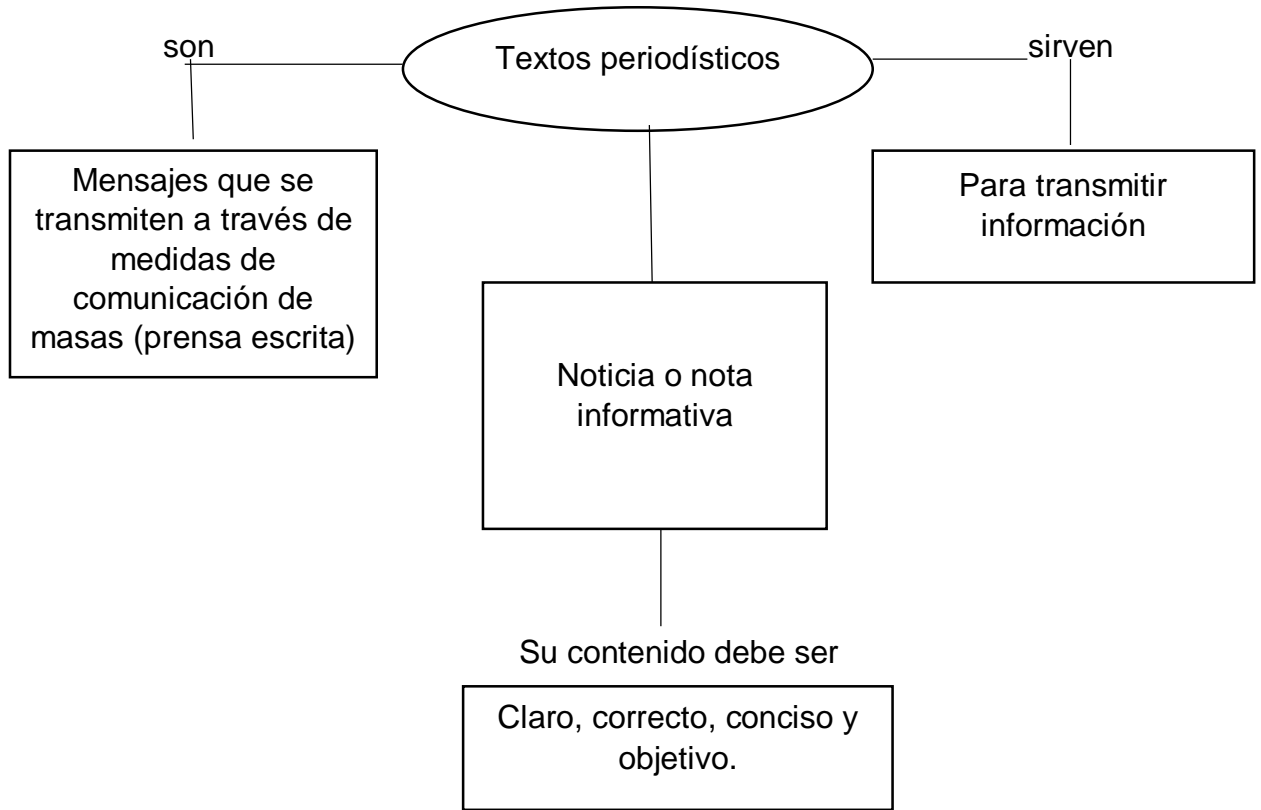 son
Textos periodísticos
sirven
Mensajes que se
transmiten a través de
medidas de
comunicación de
masas (prensa escrita)
Para transmitir
información
Noticia o nota
informativa
Su contenido debe ser
Claro, correcto, conciso y
objetivo.